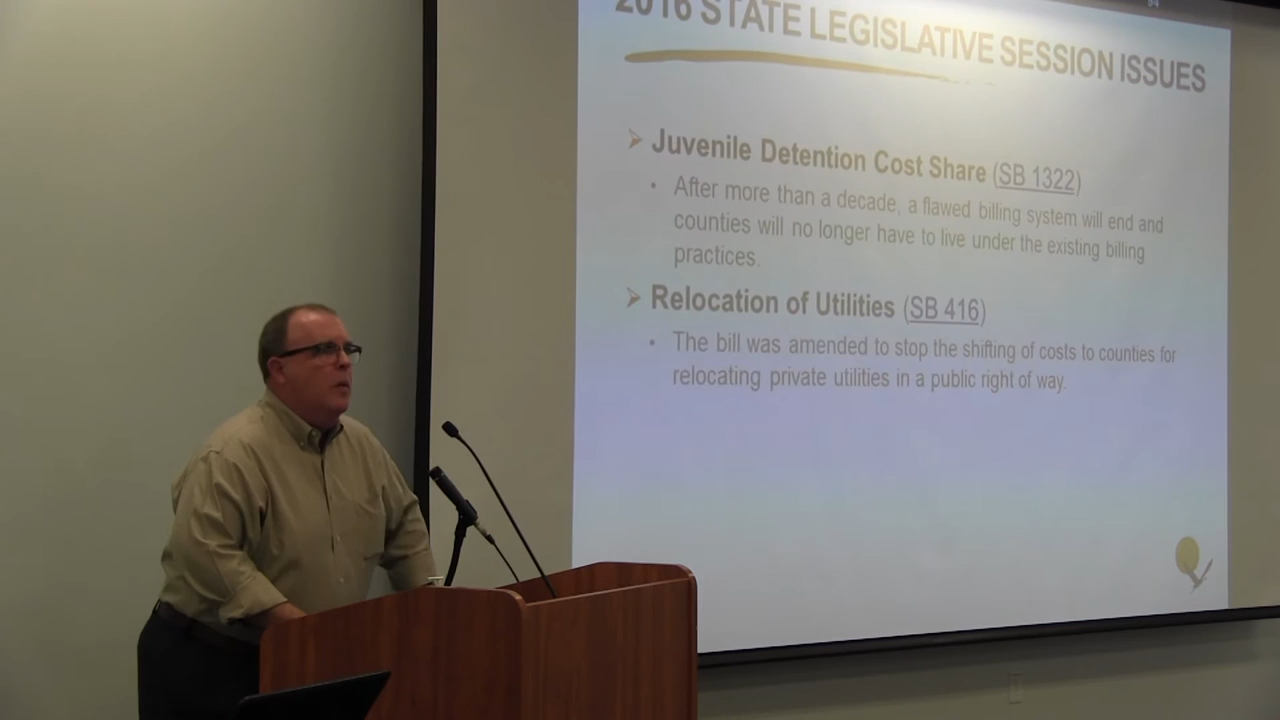 2016 STATE LEGISLATIVE SESSION ISSUES
➢ Juvenile Detention Cost Share (SB 1322)
• After more than a decade, a flawed billing system will end and
counties will no longer have to live under the existing billing
practices.
➢ Relocation of Utilities (SB 416)
• The bill was amended to stop the shifting of costs to counties for
relocating private utilities in a public right of way.